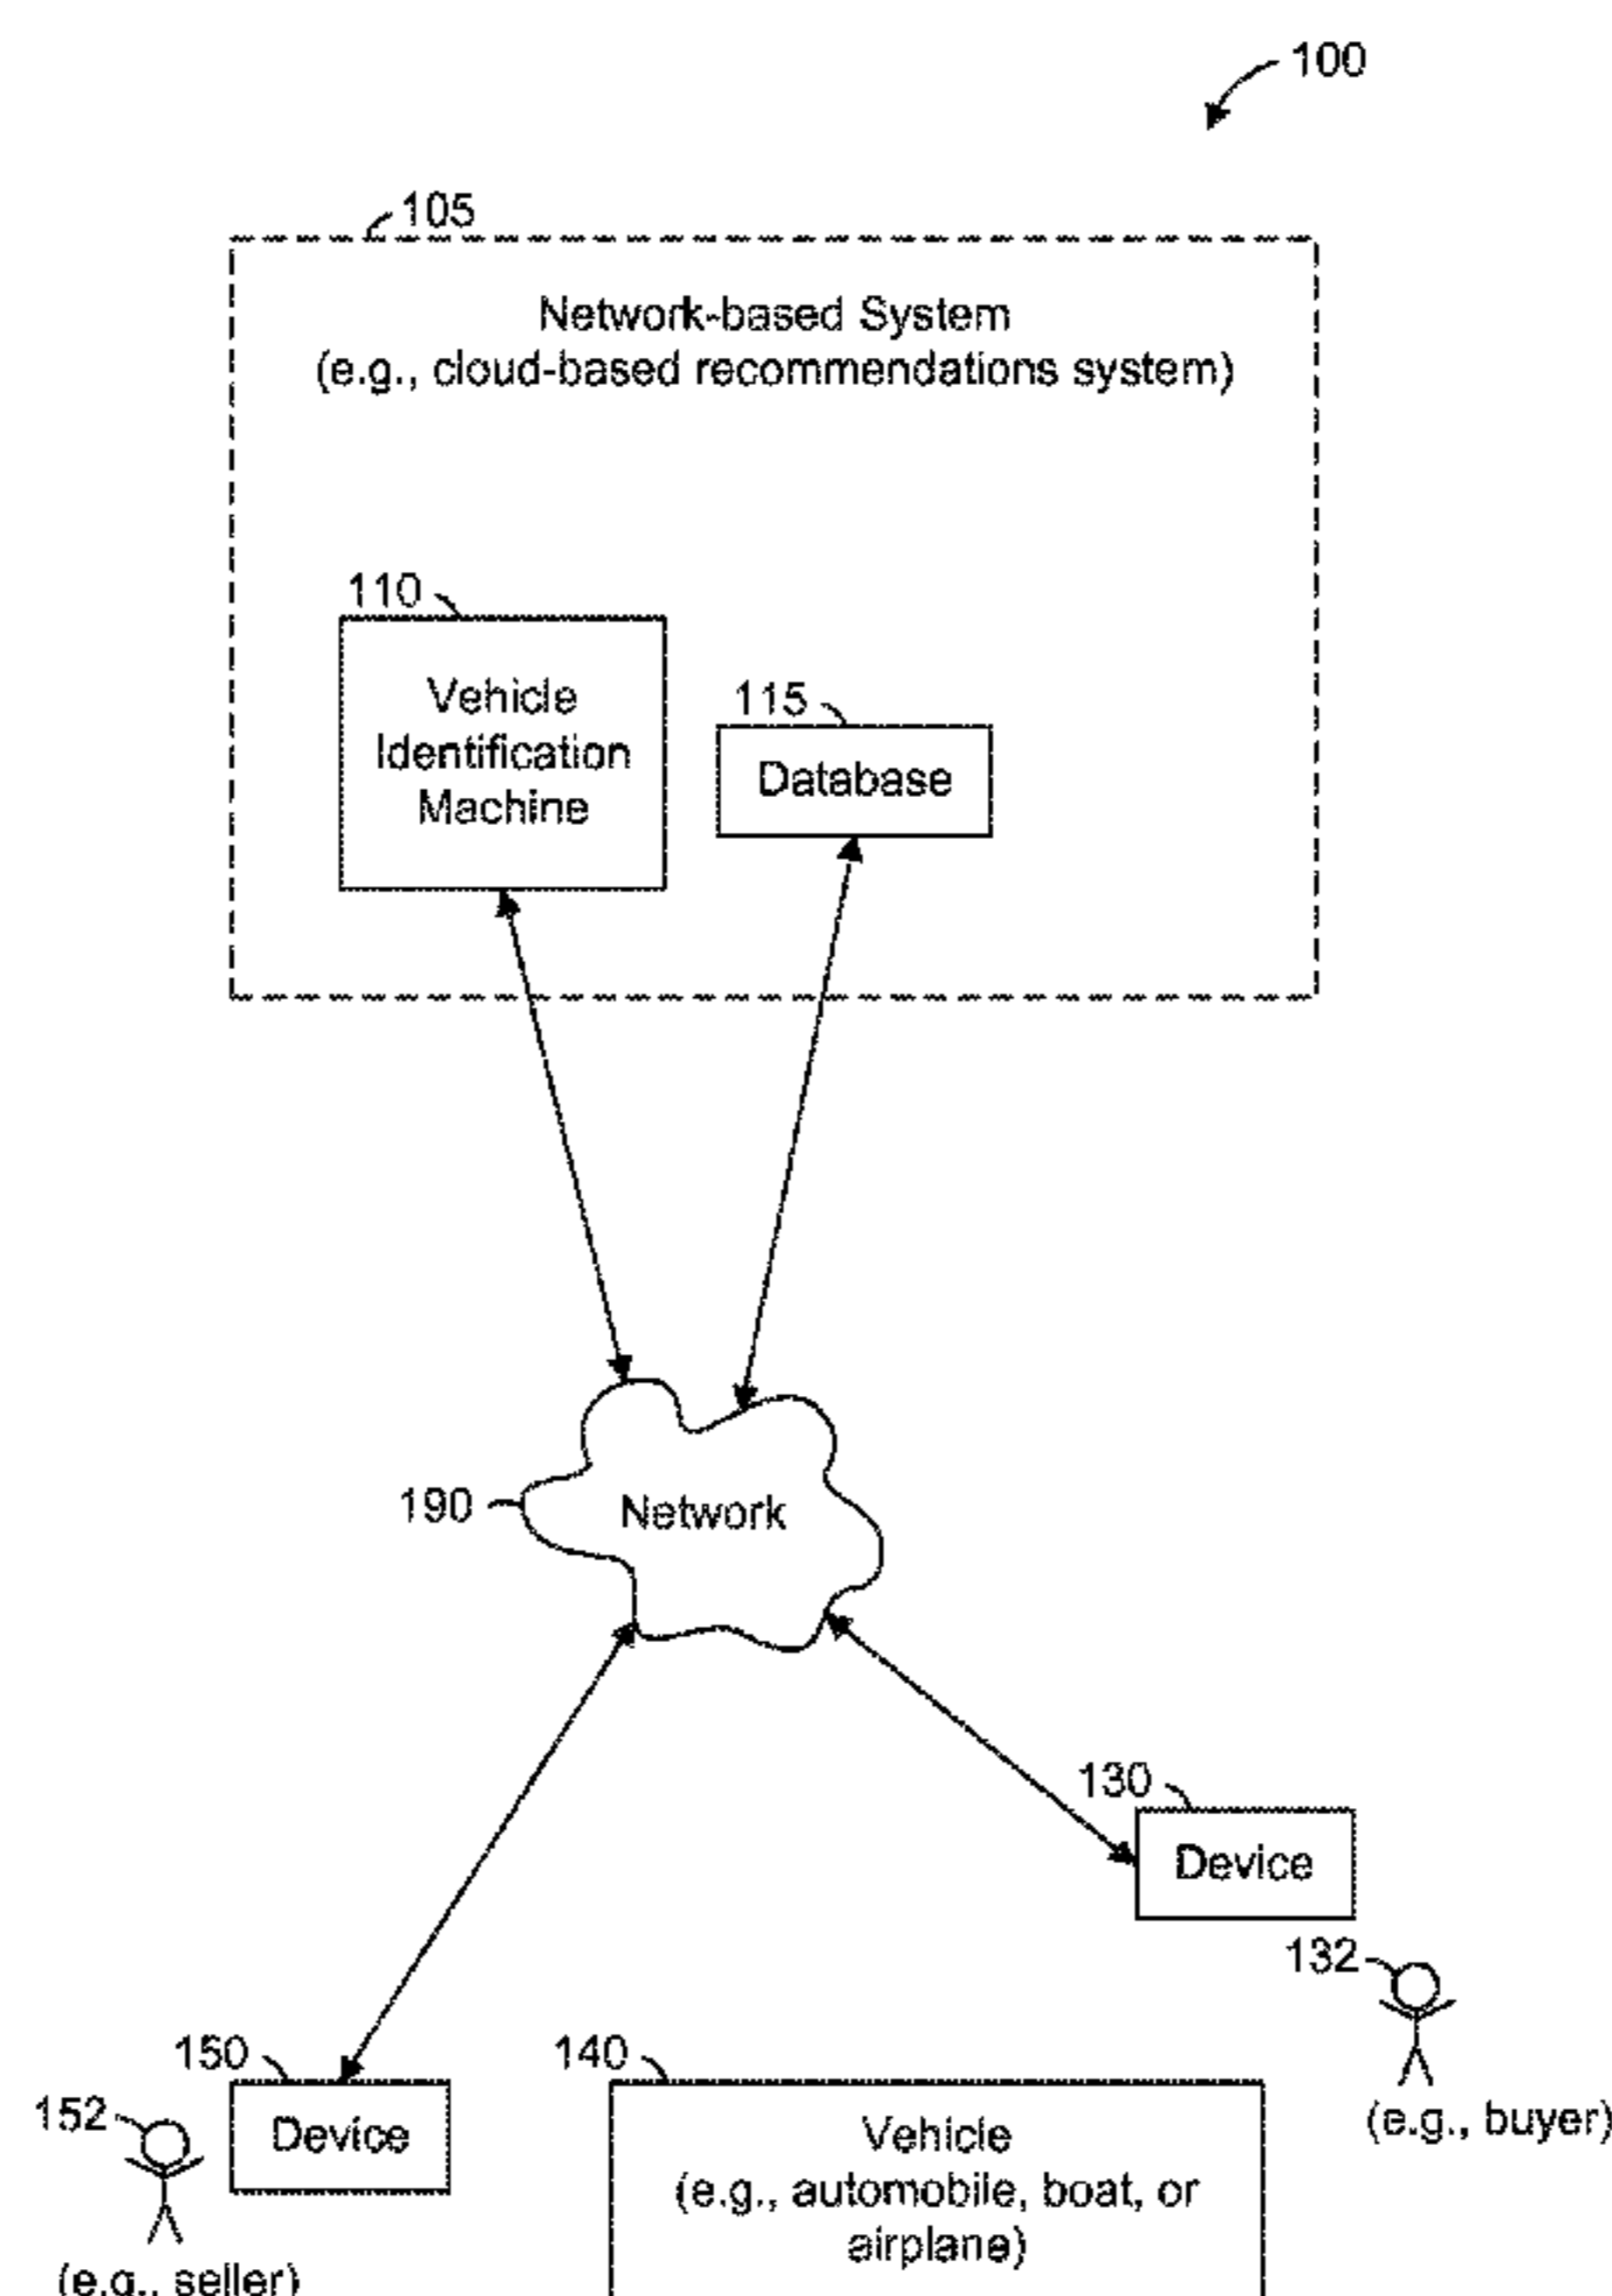 100
105
Network-based System
(e.g., cloud-based recommendations system)
110
Vehicle
Identification
Machine
115
Database
190
Network
130
Device
132
(e.g., buyer)
150
Device
152
(e.g., seller)
140
Vehicle
(e.g., automobile, boat, or
airplane)